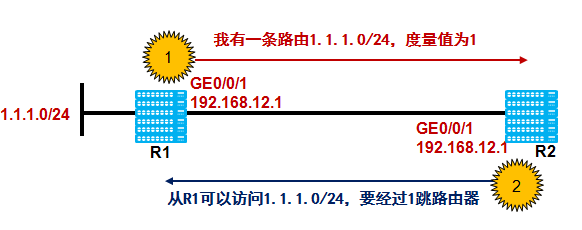 我有一条路由1.1.1.0/24，度量值为1
1
GE0/0/1
192.168.12.1
1.1.1.0/24
R1
GE0/0/1
192.168.12.1
R2
2
从R1可以访问1.1.1.0/24，要经过1跳路由器